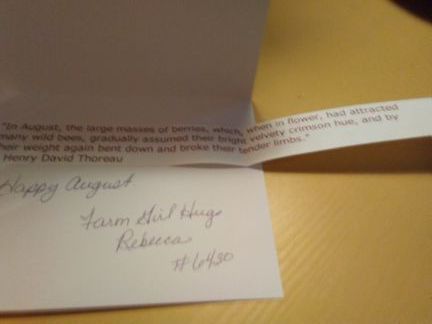 "In August, the large masses of berries, which, when in flower, had attracted
many wild bees, gradually assumed their bright velvety crimson hue, and by
their weight again bent down and broke their tender limbs."
Henry David Thoreau
Happy August
Farm Girl Hugs
Rebecca
#6430